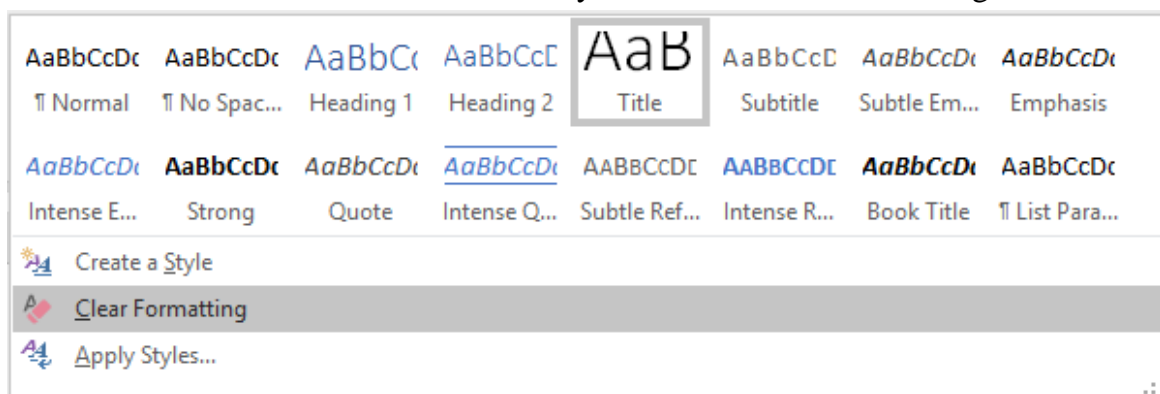 AaBbCcDc AaBbCcDc AaBbCc AaBbCcD AaB AaBbCcD AaBbCcDc AaBbCcDc
¶ Normal ¶ No Spac... Heading 1 Heading 2 Title Subtitle Subtle Em... Emphasis
AaBbCcDc AaBbCcDc AaBbCcDc AaBbCcDc AaBbCcDd AaBbCcDd AaBbCcDc AaBbCcDc
Intense E... Strong Quote Intense Q... Subtle Ref... Intense R... Book Title ¶ List Para...
Create a Style
Clear Formatting
Apply Styles...